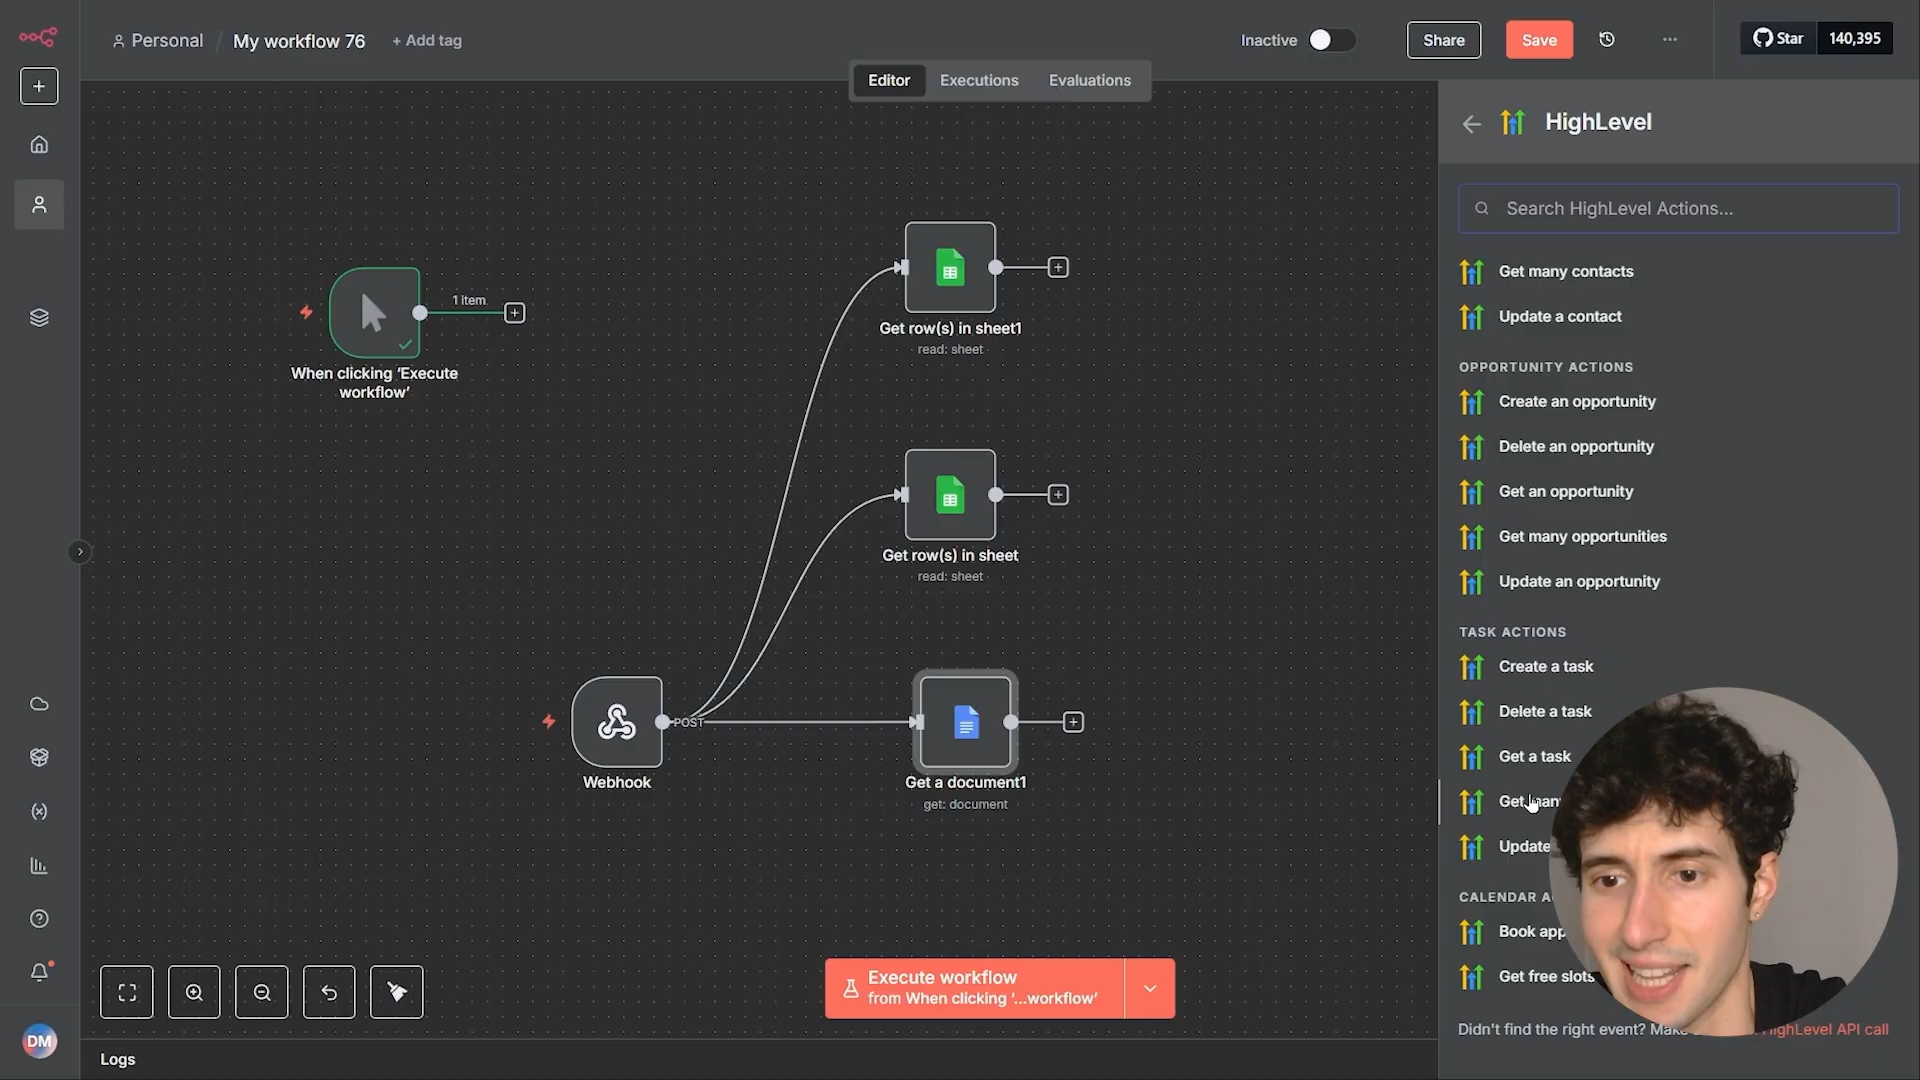 Personal / My workflow 76 + Add tag
Inactive
Share
Save
Star 140,395
Editor Executions Evaluations
HighLevel
Search HighLevel Actions...
Get many contacts
Update a contact
OPPORTUNITY ACTIONS
Create an opportunity
Delete an opportunity
Get an opportunity
Get many opportunities
Update an opportunity
TASK ACTIONS
Create a task
Delete a task
Get a task
Get
Update
CALENDAR
Book
Get free slots
Didn't find the right event? HighLevel API call
1 item
When clicking ‘Execute
workflow’
Get row(s) in sheet1
read: sheet
Get row(s) in sheet
read: sheet
POST
Webhook
Get a document1
get: document
Execute workflow
from When clicking ‘...workflow’
DM
Logs